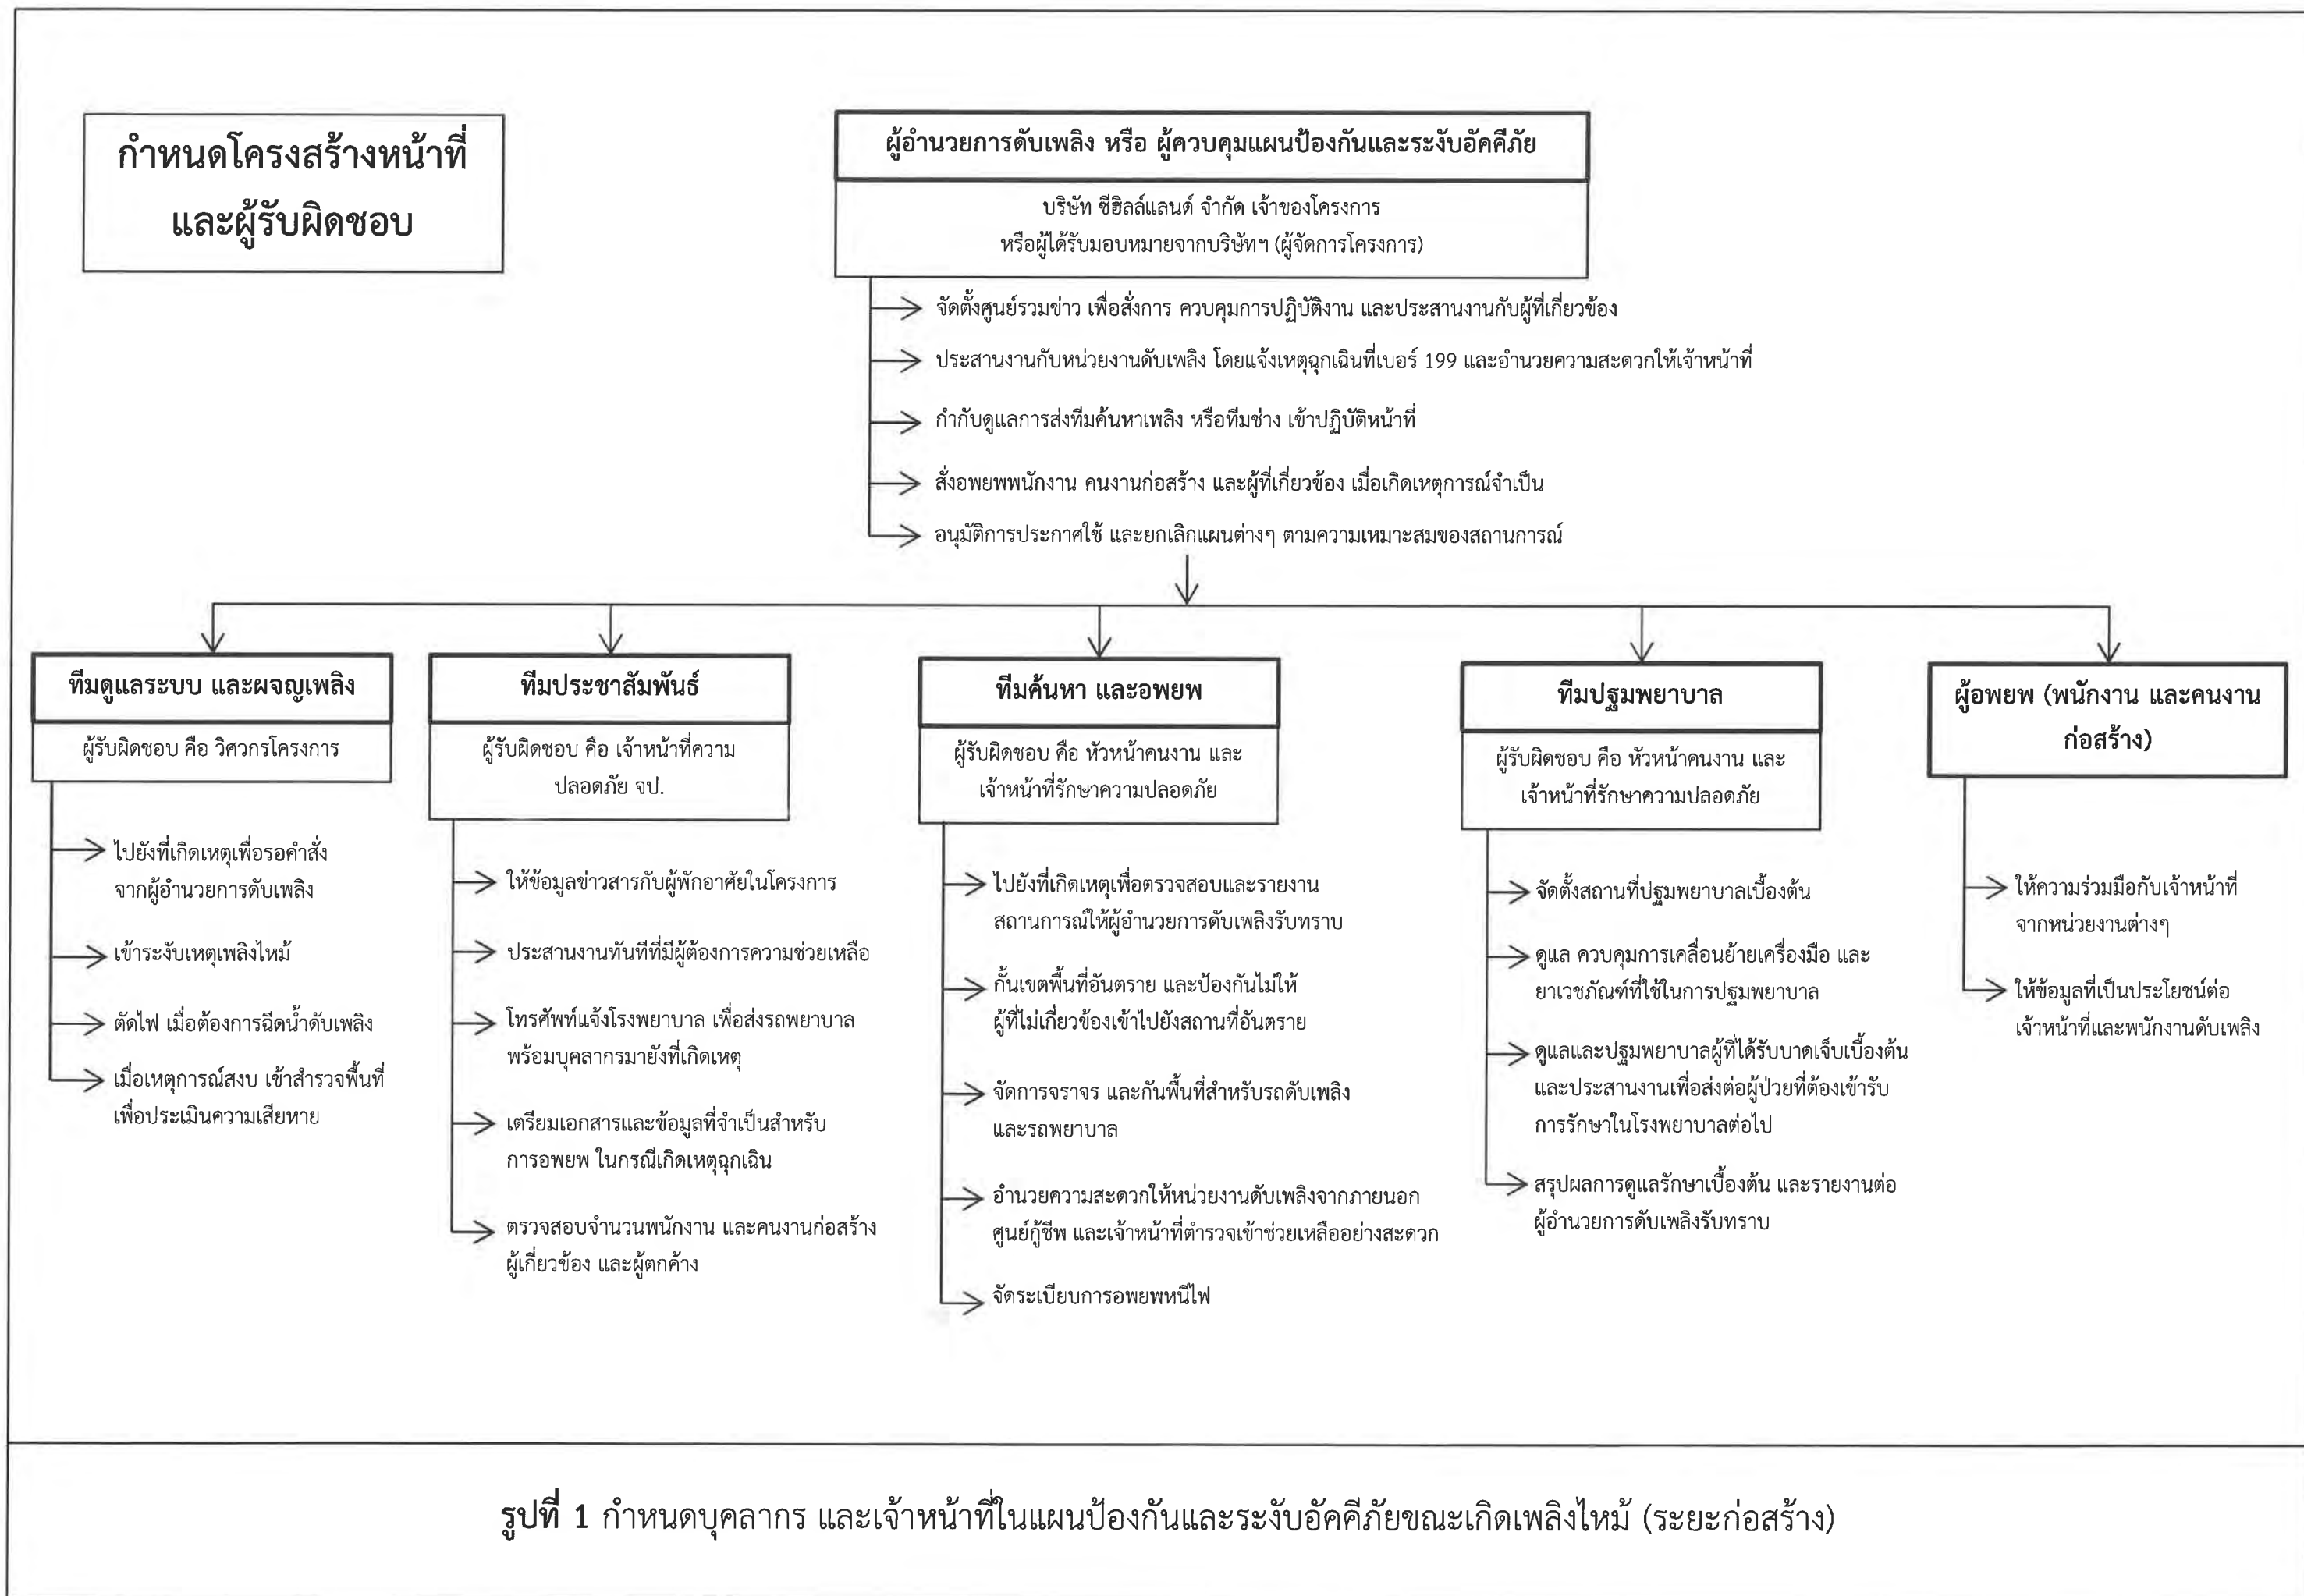 กำหนดโครงสร้างหน้าที่
และผู้รับผิดชอบ
ผู้อำนวยการดับเพลิง หรือ ผู้ควบคุมแผนป้องกันและระงับอัคคีภัย
บริษัท ซีฮิลล์แลนด์ จำกัด เจ้าของโครงการ
หรือผู้ได้รับมอบหมายจากบริษัทฯ (ผู้จัดการโครงการ)
จัดตั้งศูนย์รวมข่าว เพื่อสั่งการ ควบคุมการปฏิบัติงาน และประสานงานกับผู้ที่เกี่ยวข้อง
ประสานงานกับหน่วยงานดับเพลิง โดยแจ้งเหตุฉุกเฉินที่เบอร์ 199 และอำนวยความสะดวกให้เจ้าหน้าที่
กำกับดูแลการส่งทีมค้นหาเพลิง หรือทีมช่าง เข้าปฏิบัติหน้าที่
สั่งอพยพพนักงาน คนงานก่อสร้าง และผู้ที่เกี่ยวข้อง เมื่อเกิดเหตุการณ์จำเป็น
อนุมัติการประกาศใช้ และยกเลิกแผนต่างๆ ตามความเหมาะสมของสถานการณ์
ทีมดูแลระบบ และผจญเพลิง
ผู้รับผิดชอบ คือ วิศวกรโครงการ
ไปยังที่เกิดเหตุเพื่อรอคำสั่ง
จากผู้อำนวยการดับเพลิง
เข้าระงับเหตุเพลิงไหม้
ตัดไฟ เมื่อต้องการฉีดน้ำดับเพลิง
เมื่อเหตุการณ์สงบ เข้าสำรวจพื้นที่
เพื่อประเมินความเสียหาย
ทีมประชาสัมพันธ์
ผู้รับผิดชอบ คือ เจ้าหน้าที่ความ
ปลอดภัย จป.
ให้ข้อมูลข่าวสารกับผู้พักอาศัยในโครงการ
ประสานงานทันทีที่มีผู้ต้องการความช่วยเหลือ
โทรศัพท์แจ้งโรงพยาบาล เพื่อส่งรถพยาบาล
พร้อมบุคลากรมายังที่เกิดเหตุ
เตรียมเอกสารและข้อมูลที่จำเป็นสำหรับ
การอพยพ ในกรณีเกิดเหตุฉุกเฉิน
ตรวจสอบจำนวนพนักงาน และคนงานก่อสร้าง
ผู้เกี่ยวข้อง และผู้ตกค้าง
ทีมค้นหา และอพยพ
ผู้รับผิดชอบ คือ หัวหน้าคนงาน และ
เจ้าหน้าที่รักษาความปลอดภัย
ไปยังที่เกิดเหตุเพื่อตรวจสอบและรายงาน
สถานการณ์ให้ผู้อำนวยการดับเพลิงรับทราบ
กั้นเขตพื้นที่อันตราย และป้องกันไม่ให้
ผู้ที่ไม่เกี่ยวข้องเข้าไปยังสถานที่อันตราย
จัดการจราจร และกันพื้นที่สำหรับรถดับเพลิง
และรถพยาบาล
อำนวยความสะดวกให้หน่วยงานดับเพลิงจากภายนอก
ศูนย์กู้ชีพ และเจ้าหน้าที่ตำรวจเข้าช่วยเหลืออย่างสะดวก
จัดระเบียบการอพยพหนีไฟ
ทีมปฐมพยาบาล
ผู้รับผิดชอบ คือ หัวหน้าคนงาน และ
เจ้าหน้าที่รักษาความปลอดภัย
จัดตั้งสถานที่ปฐมพยาบาลเบื้องต้น
ดูแล ควบคุมการเคลื่อนย้ายเครื่องมือ และ
ยาเวชภัณฑ์ที่ใช้ในการปฐมพยาบาล
ดูแลและปฐมพยาบาลผู้ที่ได้รับบาดเจ็บเบื้องต้น
และประสานงานเพื่อส่งต่อผู้ป่วยที่ต้องเข้ารับ
การรักษาในโรงพยาบาลต่อไป
สรุปผลการดูแลรักษาเบื้องต้น และรายงานต่อ
ผู้อำนวยการดับเพลิงรับทราบ
ผู้อพยพ (พนักงาน และคนงาน
ก่อสร้าง)
ให้ความร่วมมือกับเจ้าหน้าที่
จากหน่วยงานต่างๆ
ให้ข้อมูลที่เป็นประโยชน์ต่อ
เจ้าหน้าที่และพนักงานดับเพลิง
รูปที่ 1 กำหนดบุคลากร และเจ้าหน้าที่ในแผนป้องกันและระงับอัคคีภัยขณะเกิดเพลิงไหม้ (ระยะก่อสร้าง)